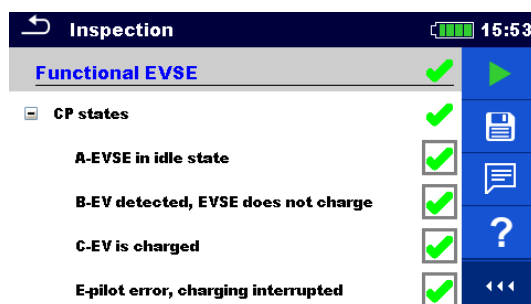 Inspection
15:53
Functional EVSE
CP states
A-EVSE in idle state
B-EV detected, EVSE does not charge
C-EV is charged
E-pilot error, charging interrupted
?